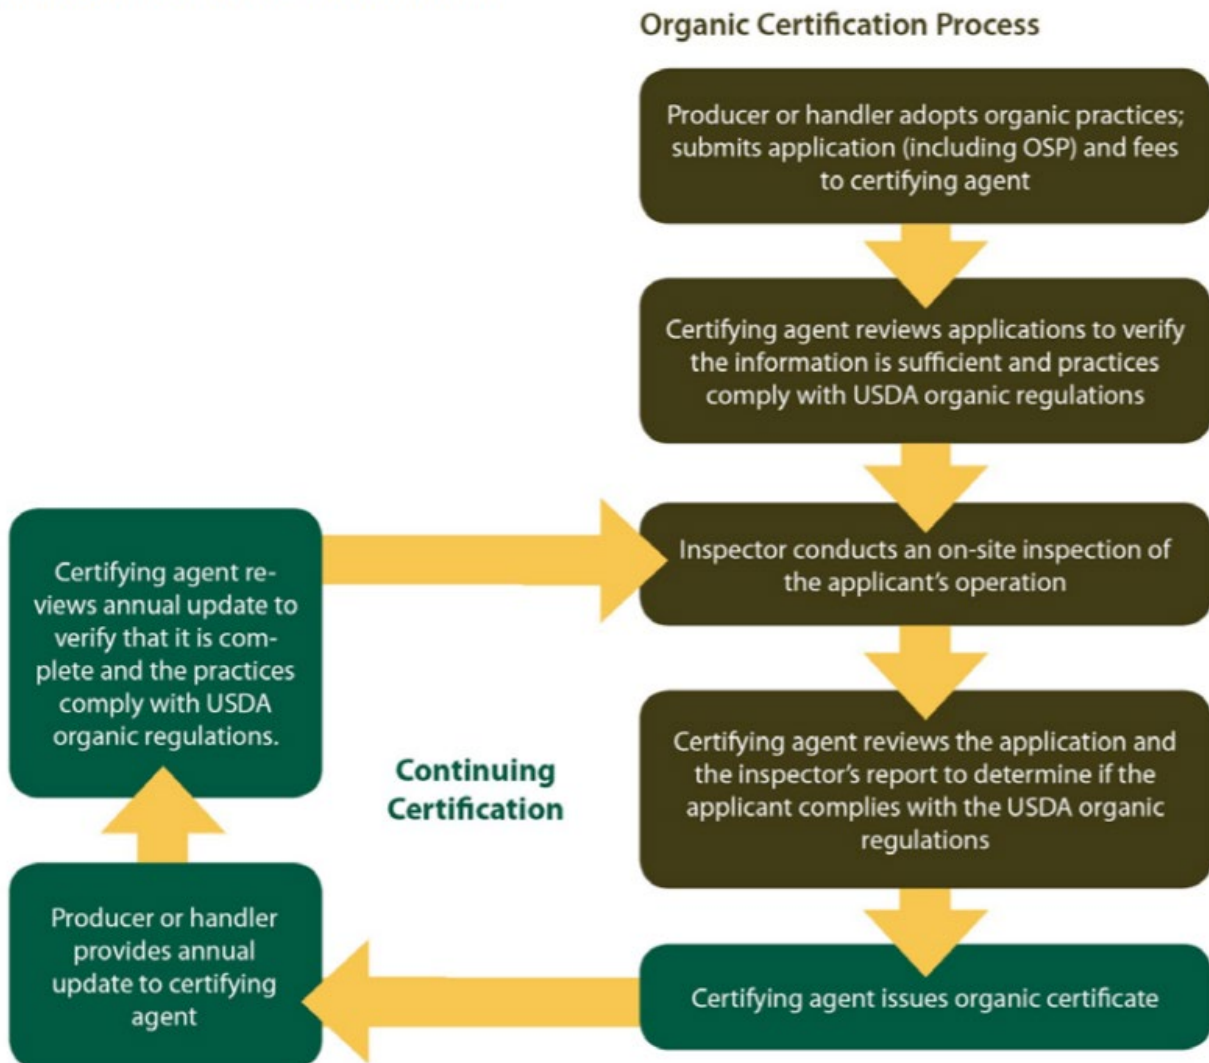 Organic Certification Process
Producer or handler adopts organic practices;
submits application (including OSP) and fees
to certifying agent
Certifying agent reviews applications to verify
the information is sufficient and practices
comply with USDA organic regulations
Inspector conducts an on-site inspection of
the applicant's operation
Certifying agent reviews the application and
the inspector's report to determine if the
applicant complies with the USDA organic
regulations
Certifying agent issues organic certificate
Producer or handler
provides annual
update to certifying
agent
Certifying agent re-
views annual update to
verify that it is com-
plete and the practices
comply with USDA
organic regulations.
Continuing
Certification